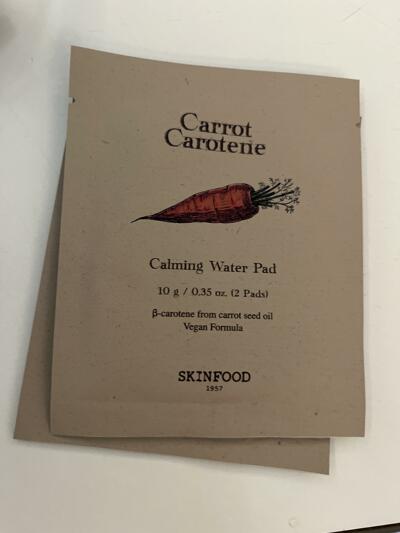 Carrot
Carotene
Calming Water Pad
10 g / 0.35 oz. (2 Pads)
β-carotene from carrot seed oil
Vegan Formula
SKINFOOD
1957